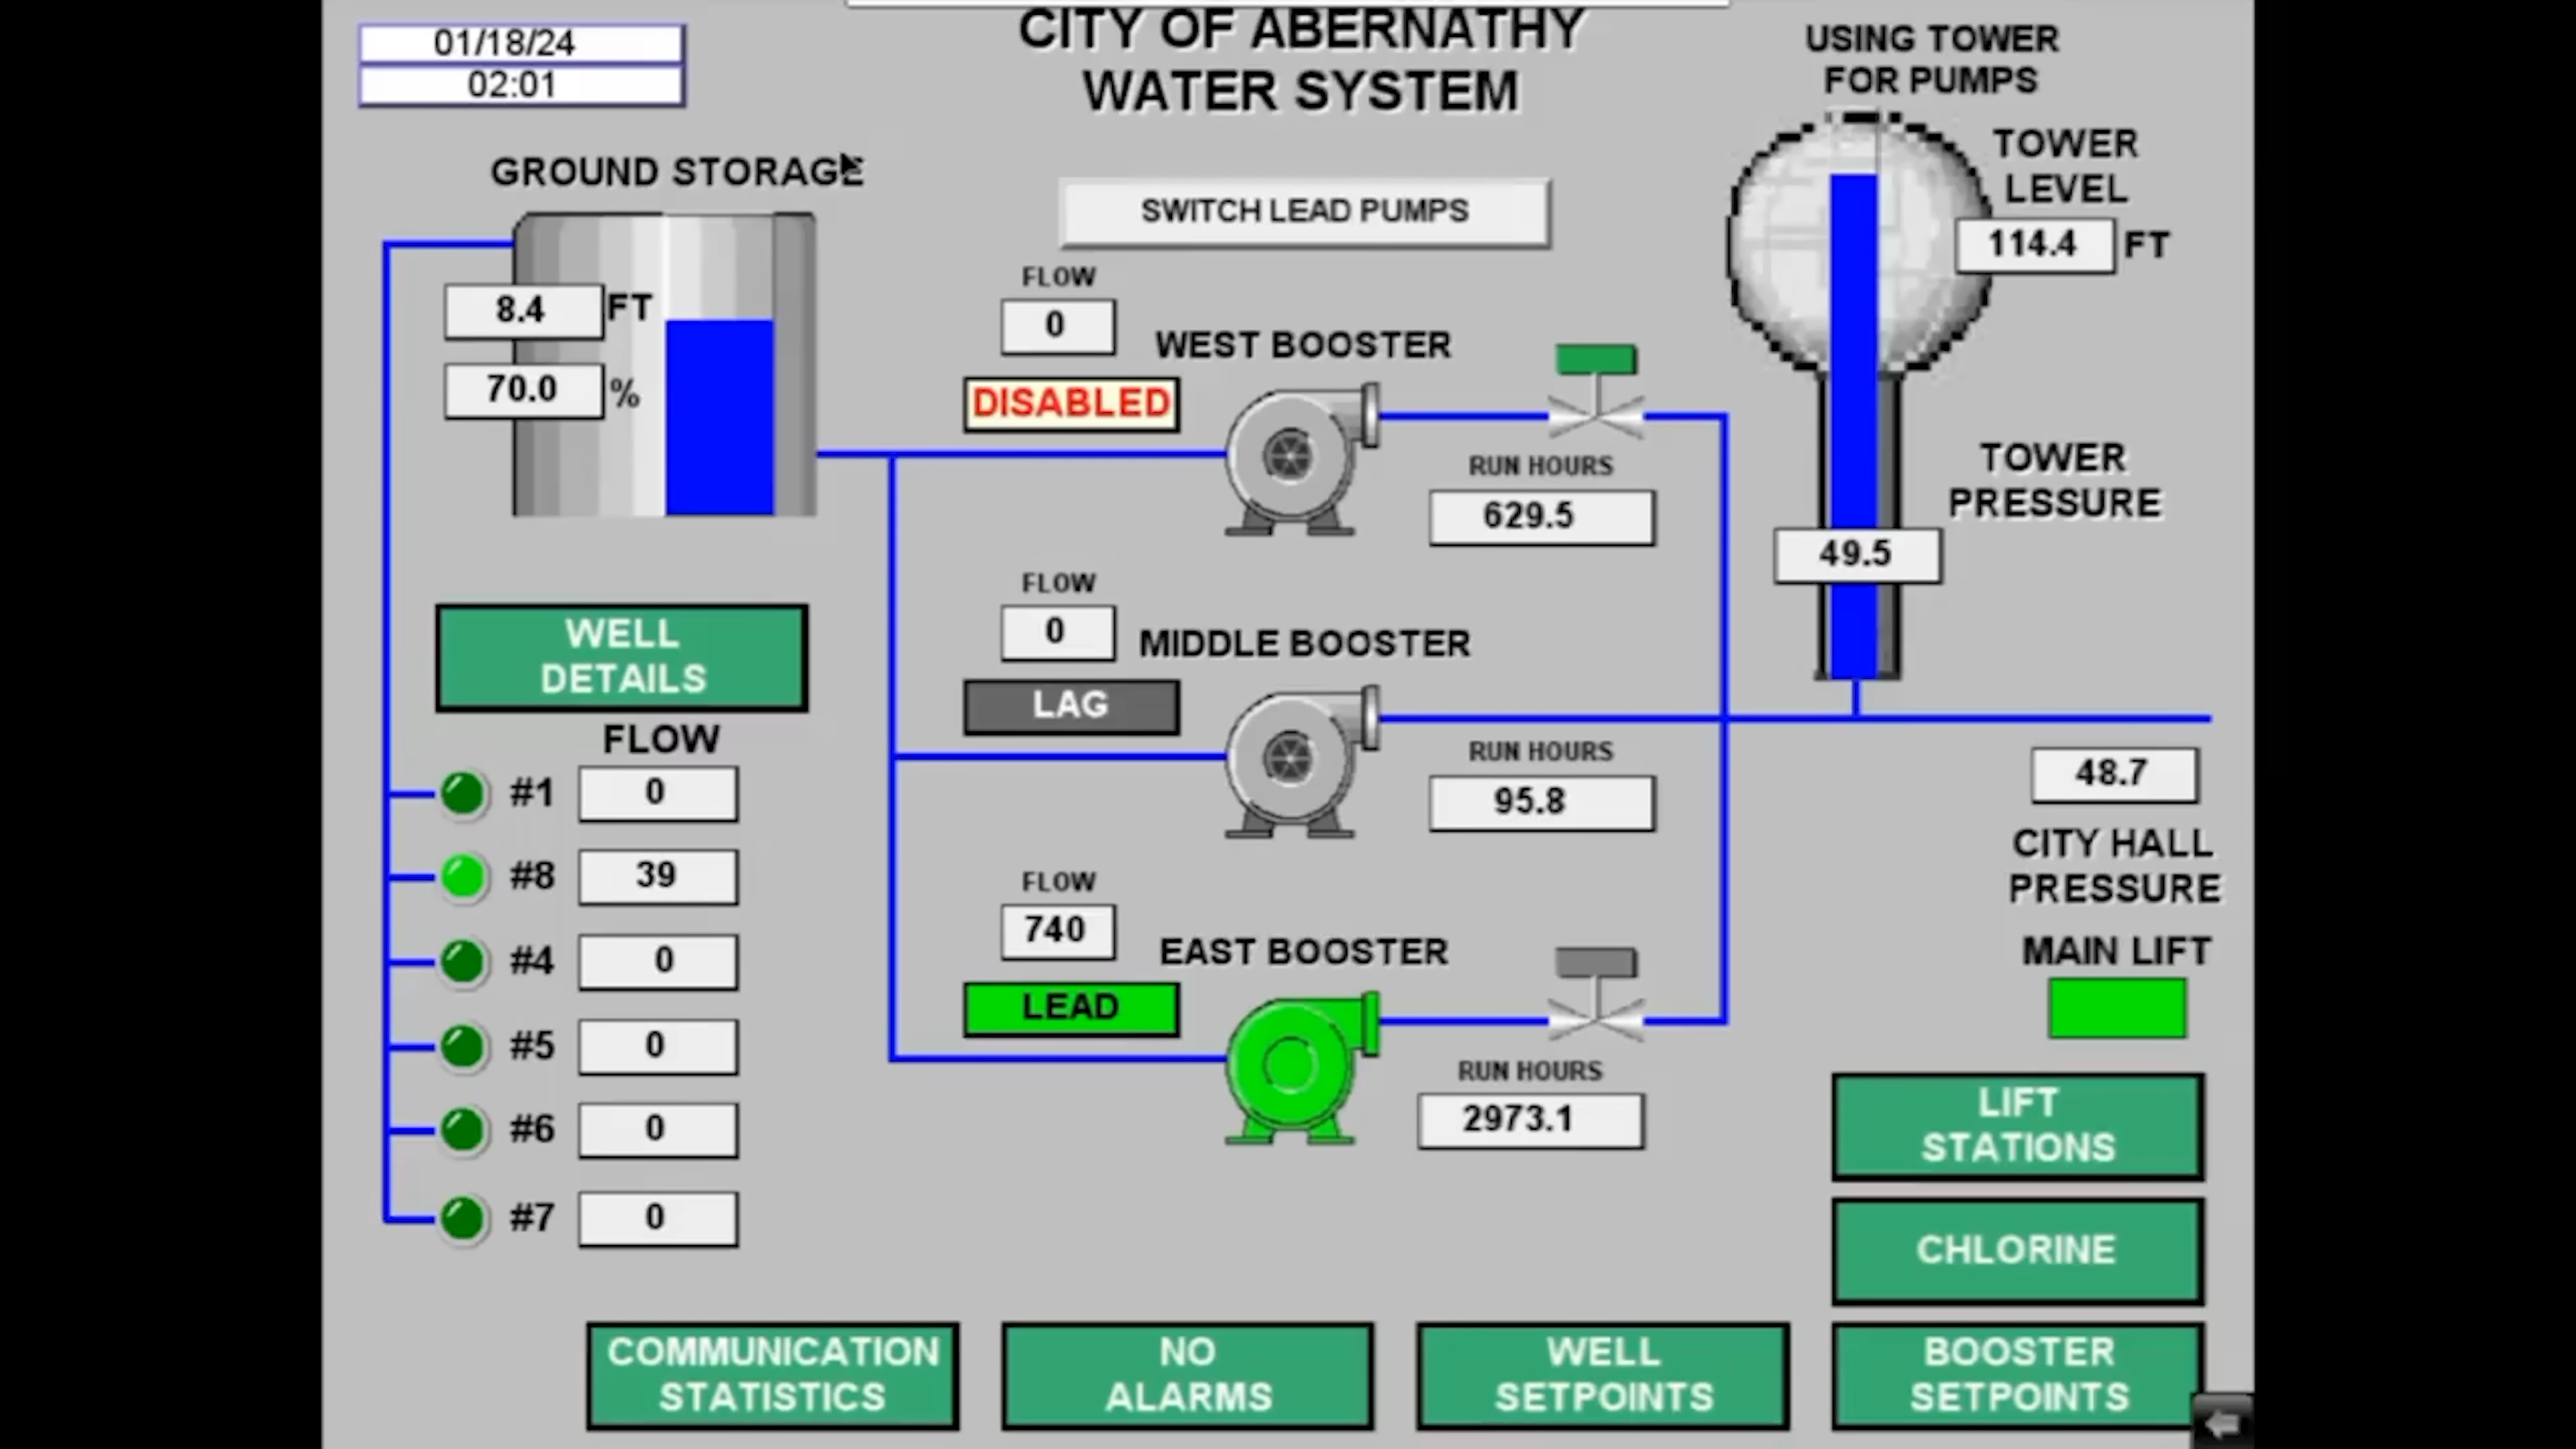 01/18/24
02:01
CITY OF ABERNATHY
WATER SYSTEM
USING TOWER
FOR PUMPS
GROUND STORAGE
8.4 FT
70.0 %
SWITCH LEAD PUMPS
TOWER
LEVEL
114.4 FT
FLOW
0
WEST BOOSTER
DISABLED
RUN HOURS
629.5
TOWER
PRESSURE
49.5
FLOW
0
MIDDLE BOOSTER
LAG
RUN HOURS
95.8
FLOW
740
EAST BOOSTER
LEAD
RUN HOURS
2973.1
WELL
DETAILS
FLOW
#1 0
#8 39
#4 0
#5 0
#6 0
#7 0
48.7
CITY HALL
PRESSURE
MAIN LIFT
LIFT
STATIONS
CHLORINE
COMMUNICATION
STATISTICS
NO
ALARMS
WELL
SETPOINTS
BOOSTER
SETPOINTS